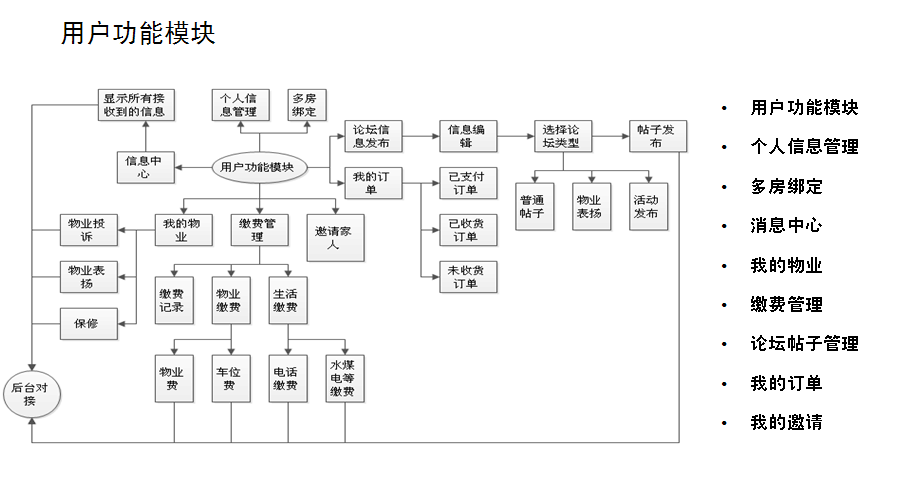 用户功能模块
显示所有接
收到的信息
个人信
息管理
多房
绑定
论坛信
息发布
信息编
辑
选择论
坛类型
帖子发
布
信息中
心
用户功能模块
我的订
单
己支付
订单
普通
帖子
物业
表扬
活动
发布
物业投
诉
我的物
业
缴费管
理
邀请家
人
己收货
订单
物业表
扬
未收货
订单
缴费
记录
物业
缴费
生活
缴费
保修
后台对
接
物业
费
车位
费
电话
缴费
水煤
电等
缴费
• 用户功能模块
• 个人信息管理
• 多房绑定
• 消息中心
• 我的物业
• 缴费管理
• 论坛帖子管理
• 我的订单
• 我的邀请